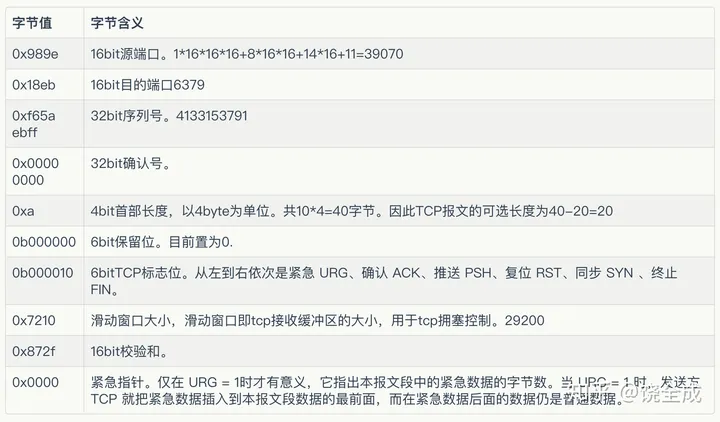 字节值 字节含义
0x989e 16bit源端口。1*16*16*16+8*16*16+14*16+11=39070
0x18eb 16bit目的端口6379
0xf65a 32bit序列号。4133153791
ebff
0x0000 32bit确认号。
0000
0xa 4bit首部长度，以4byte为单位。共10*4=40字节。因此TCP报文的可选长度为40-20=20
0b000000 6bit保留位。目前置为0.
0b000010 6bitTCP标志位。从左到右依次是紧急 URG、确认 ACK、推送 PSH、复位 RST、同步 SYN 、终止
FIN。
0x7210 滑动窗口大小，滑动窗口即tcp接收缓冲区的大小，用于tcp拥塞控制。29200
0x872f 16bit校验和。
0x0000 紧急指针。仅在 URG = 1时才有意义，它指出本报文段中的紧急数据的字节数。当 URG = 1 时，发送方
TCP 就把紧急数据插入到本报文段数据的最前面，而在紧急数据后面的数据仍是普通数据。
知乎 @饶全成